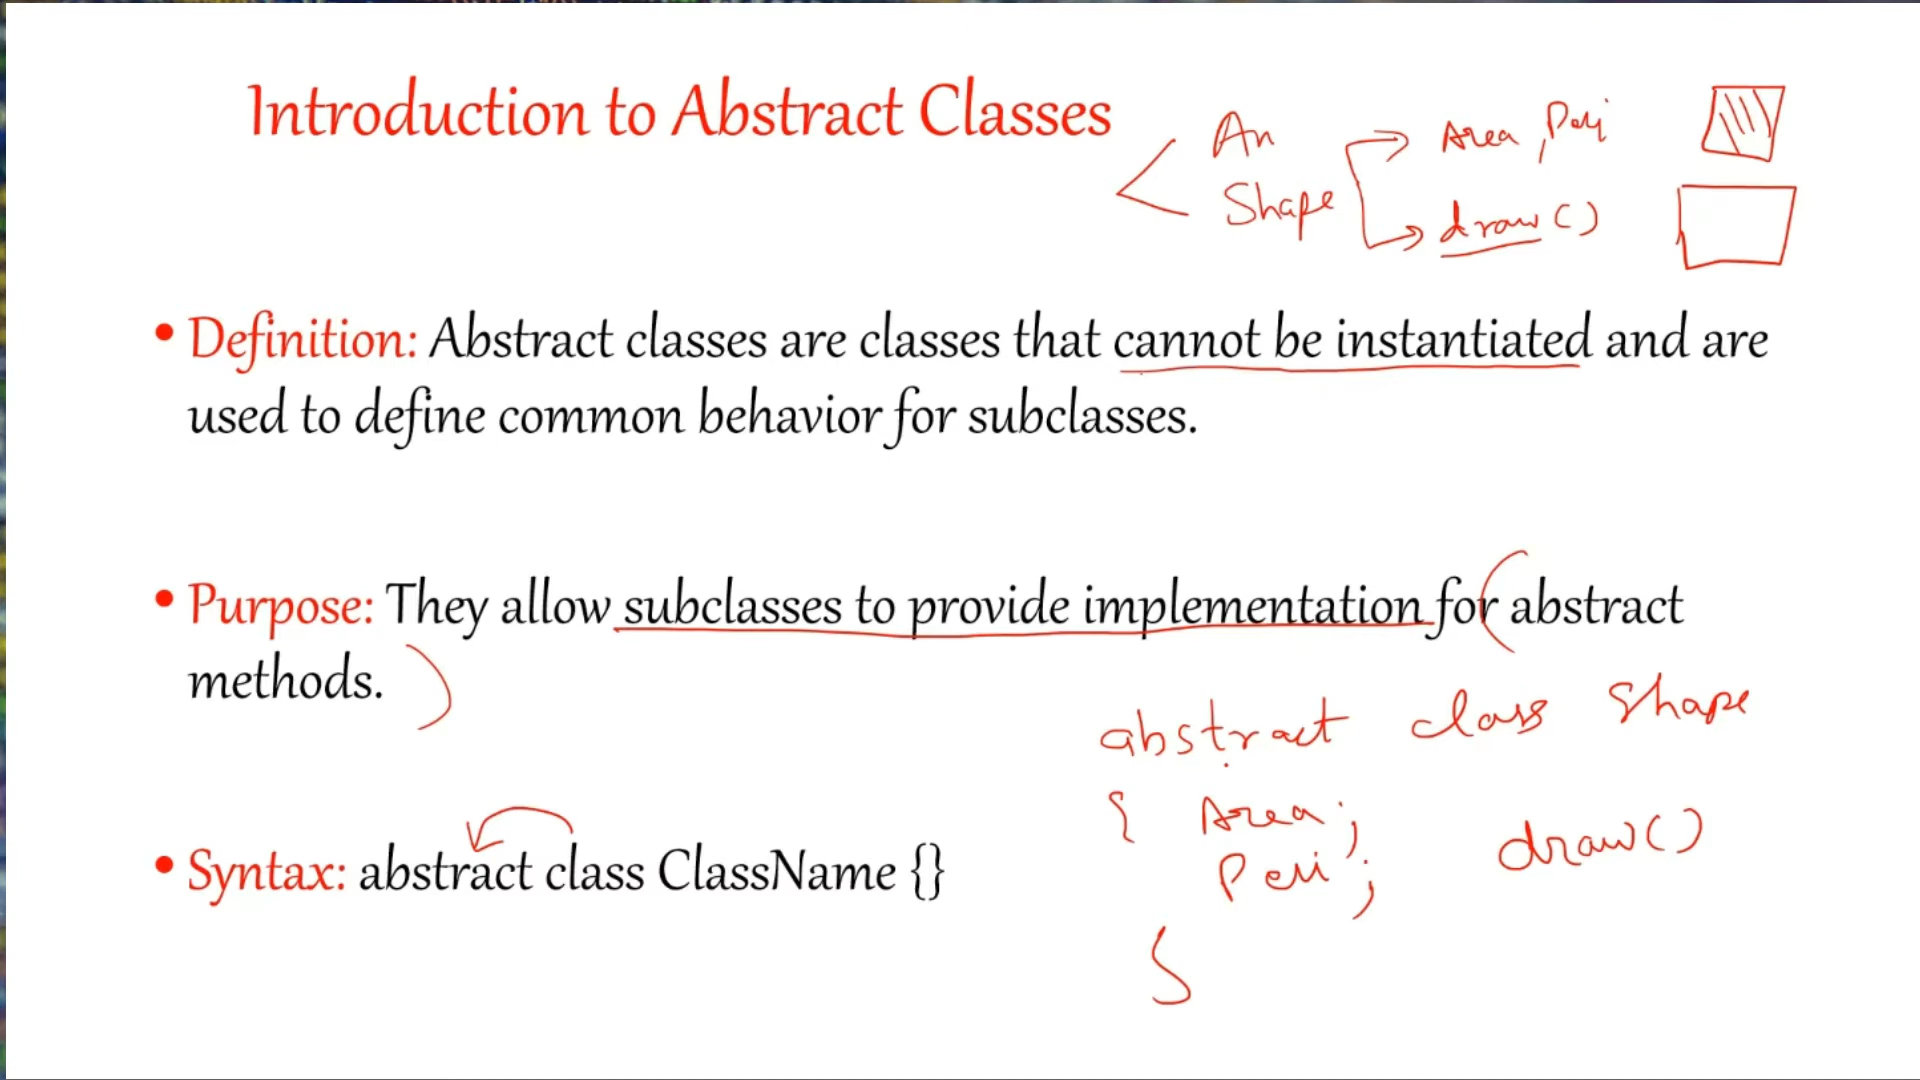 Introduction to Abstract Classes
An
Shape
Area, Peri
draw()
• Definition: Abstract classes are classes that cannot be instantiated and are
used to define common behavior for subclasses.
• Purpose: They allow subclasses to provide implementation for abstract
methods.
abstract class Shape
{ Area;
Peri;
draw()
• Syntax: abstract class ClassName {}